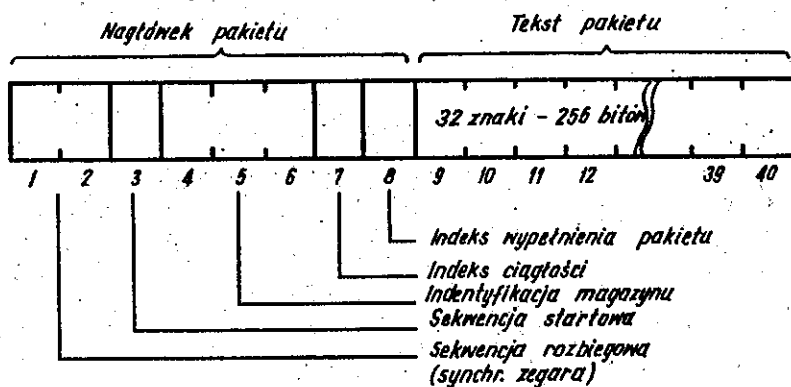 Nagłówek pakietu
Tekst pakietu
32 znaki - 256 bitów
1 2 3 4 5 6 7 8 9 10 11 12 39 40
Indeks wypełnienia pakietu
Indeks ciągłości
Indentyfikacja magazynu
Sekwencja startowa
Sekwencja rozbiegowa
(synchr. zegara)